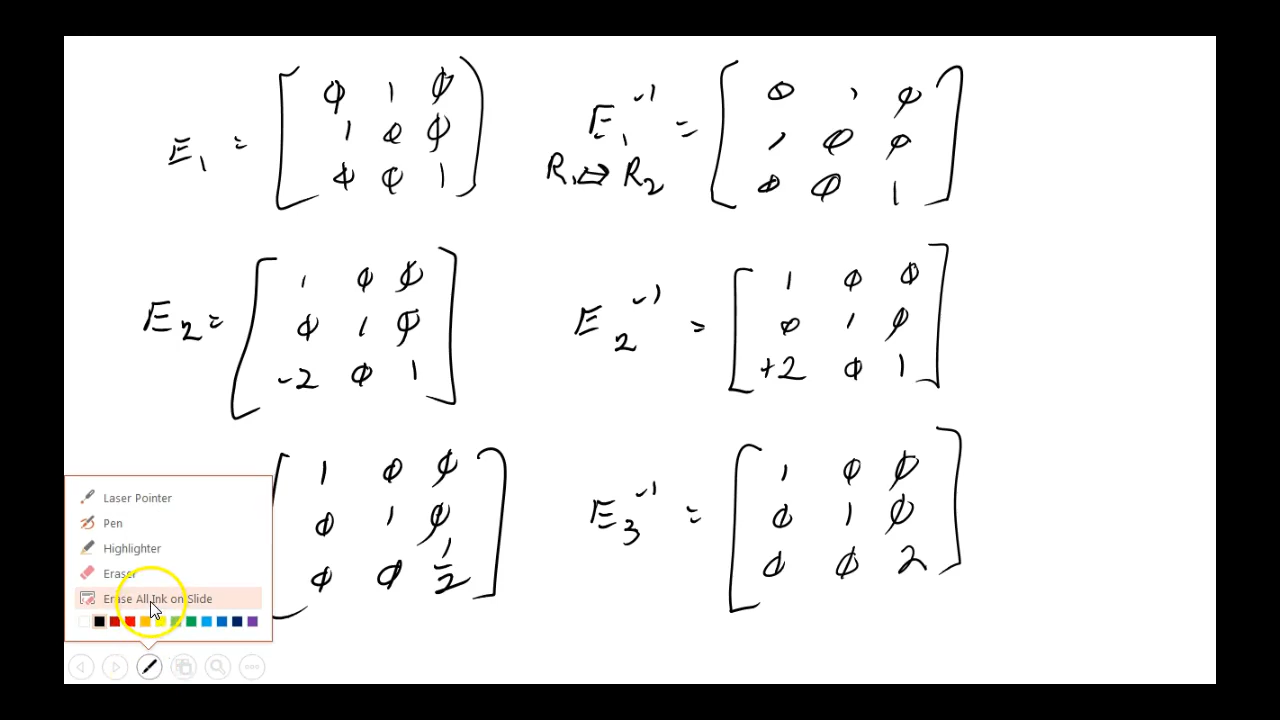 E₁ = [ 0 1 0
1 0 0
0 0 1 ]
E₁⁻¹ = [ 0 1 0
R₁ ⇔ R₂
1 0 0
0 0 1 ]
E₂ = [ 1 0 0
0 1 0
-2 0 1 ]
E₂⁻¹ = [ 1 0 0
0 1 0
+2 0 1 ]
[ 1 0 0
0 1 0
0 0 1/2 ]
E₃⁻¹ = [ 1 0 0
0 1 0
0 0 2 ]
Laser Pointer
Pen
Highlighter
Eraser
Erase All Ink on Slide